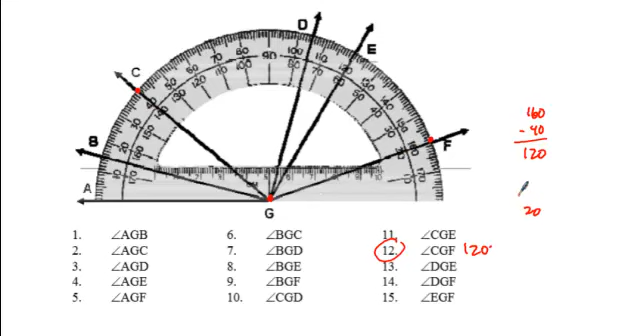 D
E
C
B
F
A
G
160
- 40
120
20
1. ∠AGB
2. ∠AGC
3. ∠AGD
4. ∠AGE
5. ∠AGF
6. ∠BGC
7. ∠BGD
8. ∠BGE
9. ∠BGF
10. ∠CGD
11. ∠CGE
12. ∠CGF 120°
13. ∠DGE
14. ∠DGF
15. ∠EGF